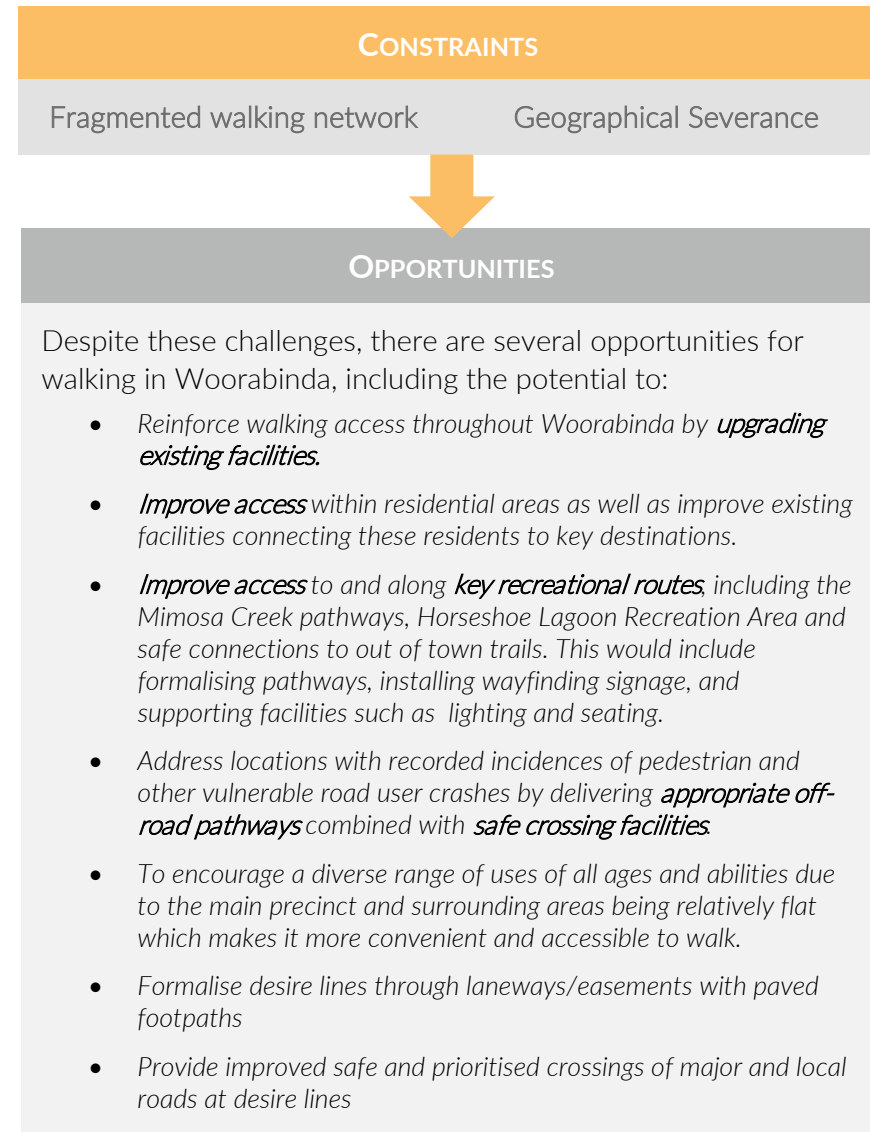 CONSTRAINTS
Fragmented walking network Geographical Severance
OPPORTUNITIES
Despite these challenges, there are several opportunities for
walking in Woorabinda, including the potential to:
• Reinforce walking access throughout Woorabinda by upgrading
existing facilities.
• Improve access within residential areas as well as improve existing
facilities connecting these residents to key destinations.
• Improve access to and along key recreational routes, including the
Mimosa Creek pathways, Horseshoe Lagoon Recreation Area and
safe connections to out of town trails. This would include
formalising pathways, installing wayfinding signage, and
supporting facilities such as lighting and seating.
• Address locations with recorded incidences of pedestrian and
other vulnerable road user crashes by delivering appropriate off-
road pathways combined with safe crossing facilities.
• To encourage a diverse range of uses of all ages and abilities due
to the main precinct and surrounding areas being relatively flat
which makes it more convenient and accessible to walk.
• Formalise desire lines through laneways/easements with paved
footpaths
• Provide improved safe and prioritised crossings of major and local
roads at desire lines